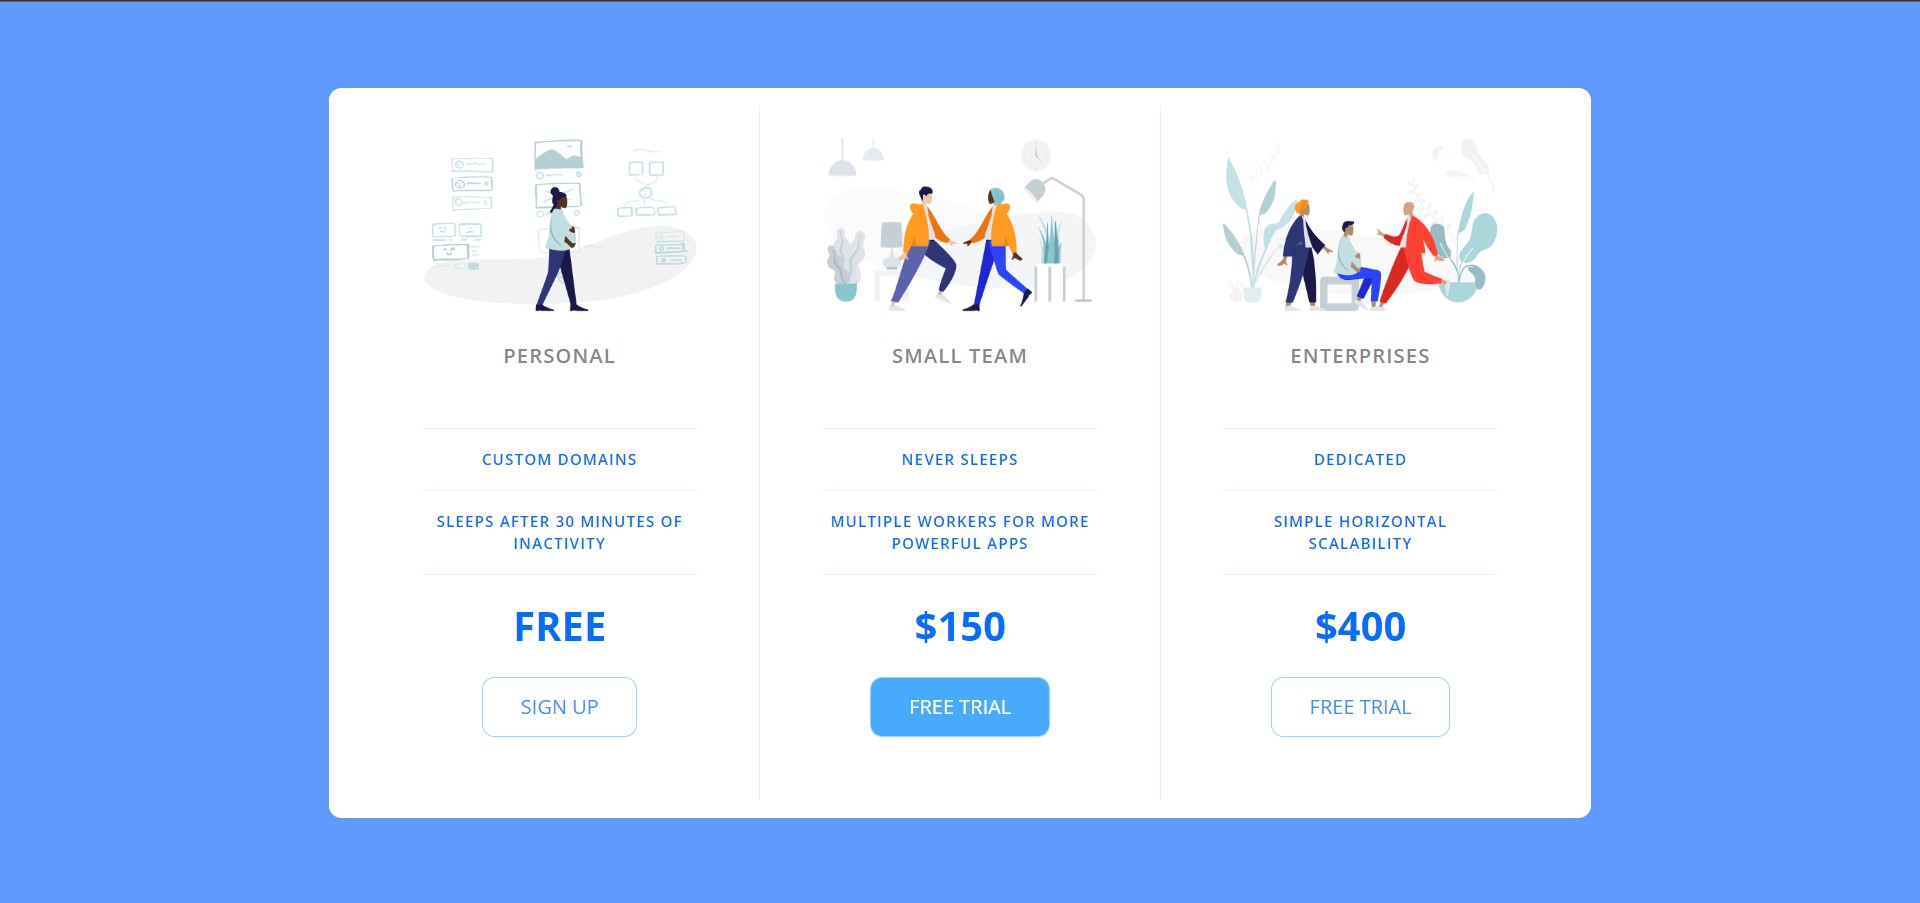 PERSONAL
CUSTOM DOMAINS
SLEEPS AFTER 30 MINUTES OF
INACTIVITY
FREE
SIGN UP
SMALL TEAM
NEVER SLEEPS
MULTIPLE WORKERS FOR MORE
POWERFUL APPS
$150
FREE TRIAL
ENTERPRISES
DEDICATED
SIMPLE HORIZONTAL
SCALABILITY
$400
FREE TRIAL